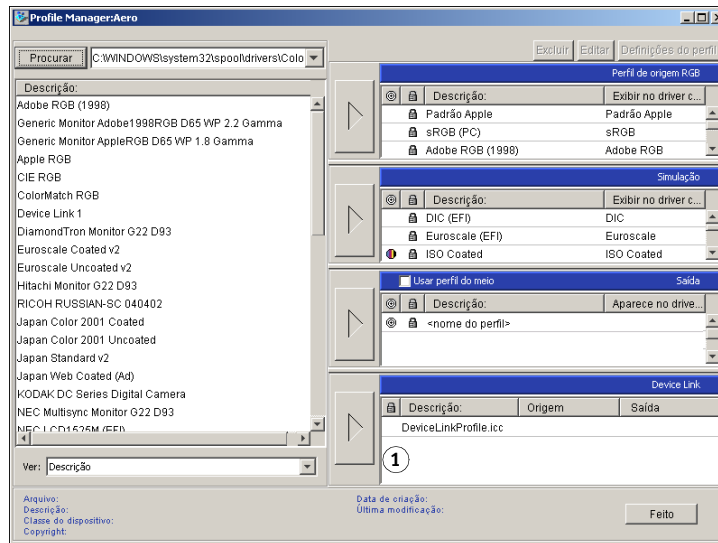 Profile Manager:Aero
Excluir Editar Definições do perfil
Procurar C:\WINDOWS\system32\spool\drivers\Colo
Descrição:
Adobe RGB (1998)
Generic Monitor Adobe1998RGB D65 WP 2.2 Gamma
Generic Monitor AppleRGB D65 WP 1.8 Gamma
Apple RGB
CIE RGB
ColorMatch RGB
Device Link 1
DiamondTron Monitor G22 D93
Euroscale Coated v2
Euroscale Uncoated v2
Hitachi Monitor G22 D93
RICOH RUSSIAN-SC 040402
Japan Color 2001 Coated
Japan Color 2001 Uncoated
Japan Standard v2
Japan Web Coated (Ad)
KODAK DC Series Digital Camera
NEC Multisync Monitor G22 D93
NEC LCD1525M (EFI)
Ver: Descrição
Perfil de origem RGB
Descrição: Exibir no driver c...
Padrão Apple Padrão Apple
sRGB (PC) sRGB
Adobe RGB (1998) Adobe RGB
Simulação
Descrição: Exibir no driver c...
DIC (EFI) DIC
Euroscale (EFI) Euroscale
ISO Coated ISO Coated
Usar perfil do meio Saída
Descrição: Aparece no drive...
<nome do perfil>
Device Link
Descrição: Origem Saída
DeviceLinkProfile.icc
1
Arquivo:
Descrição:
Classe do dispositivo:
Copyright:
Data de criação:
Última modificação:
Feito